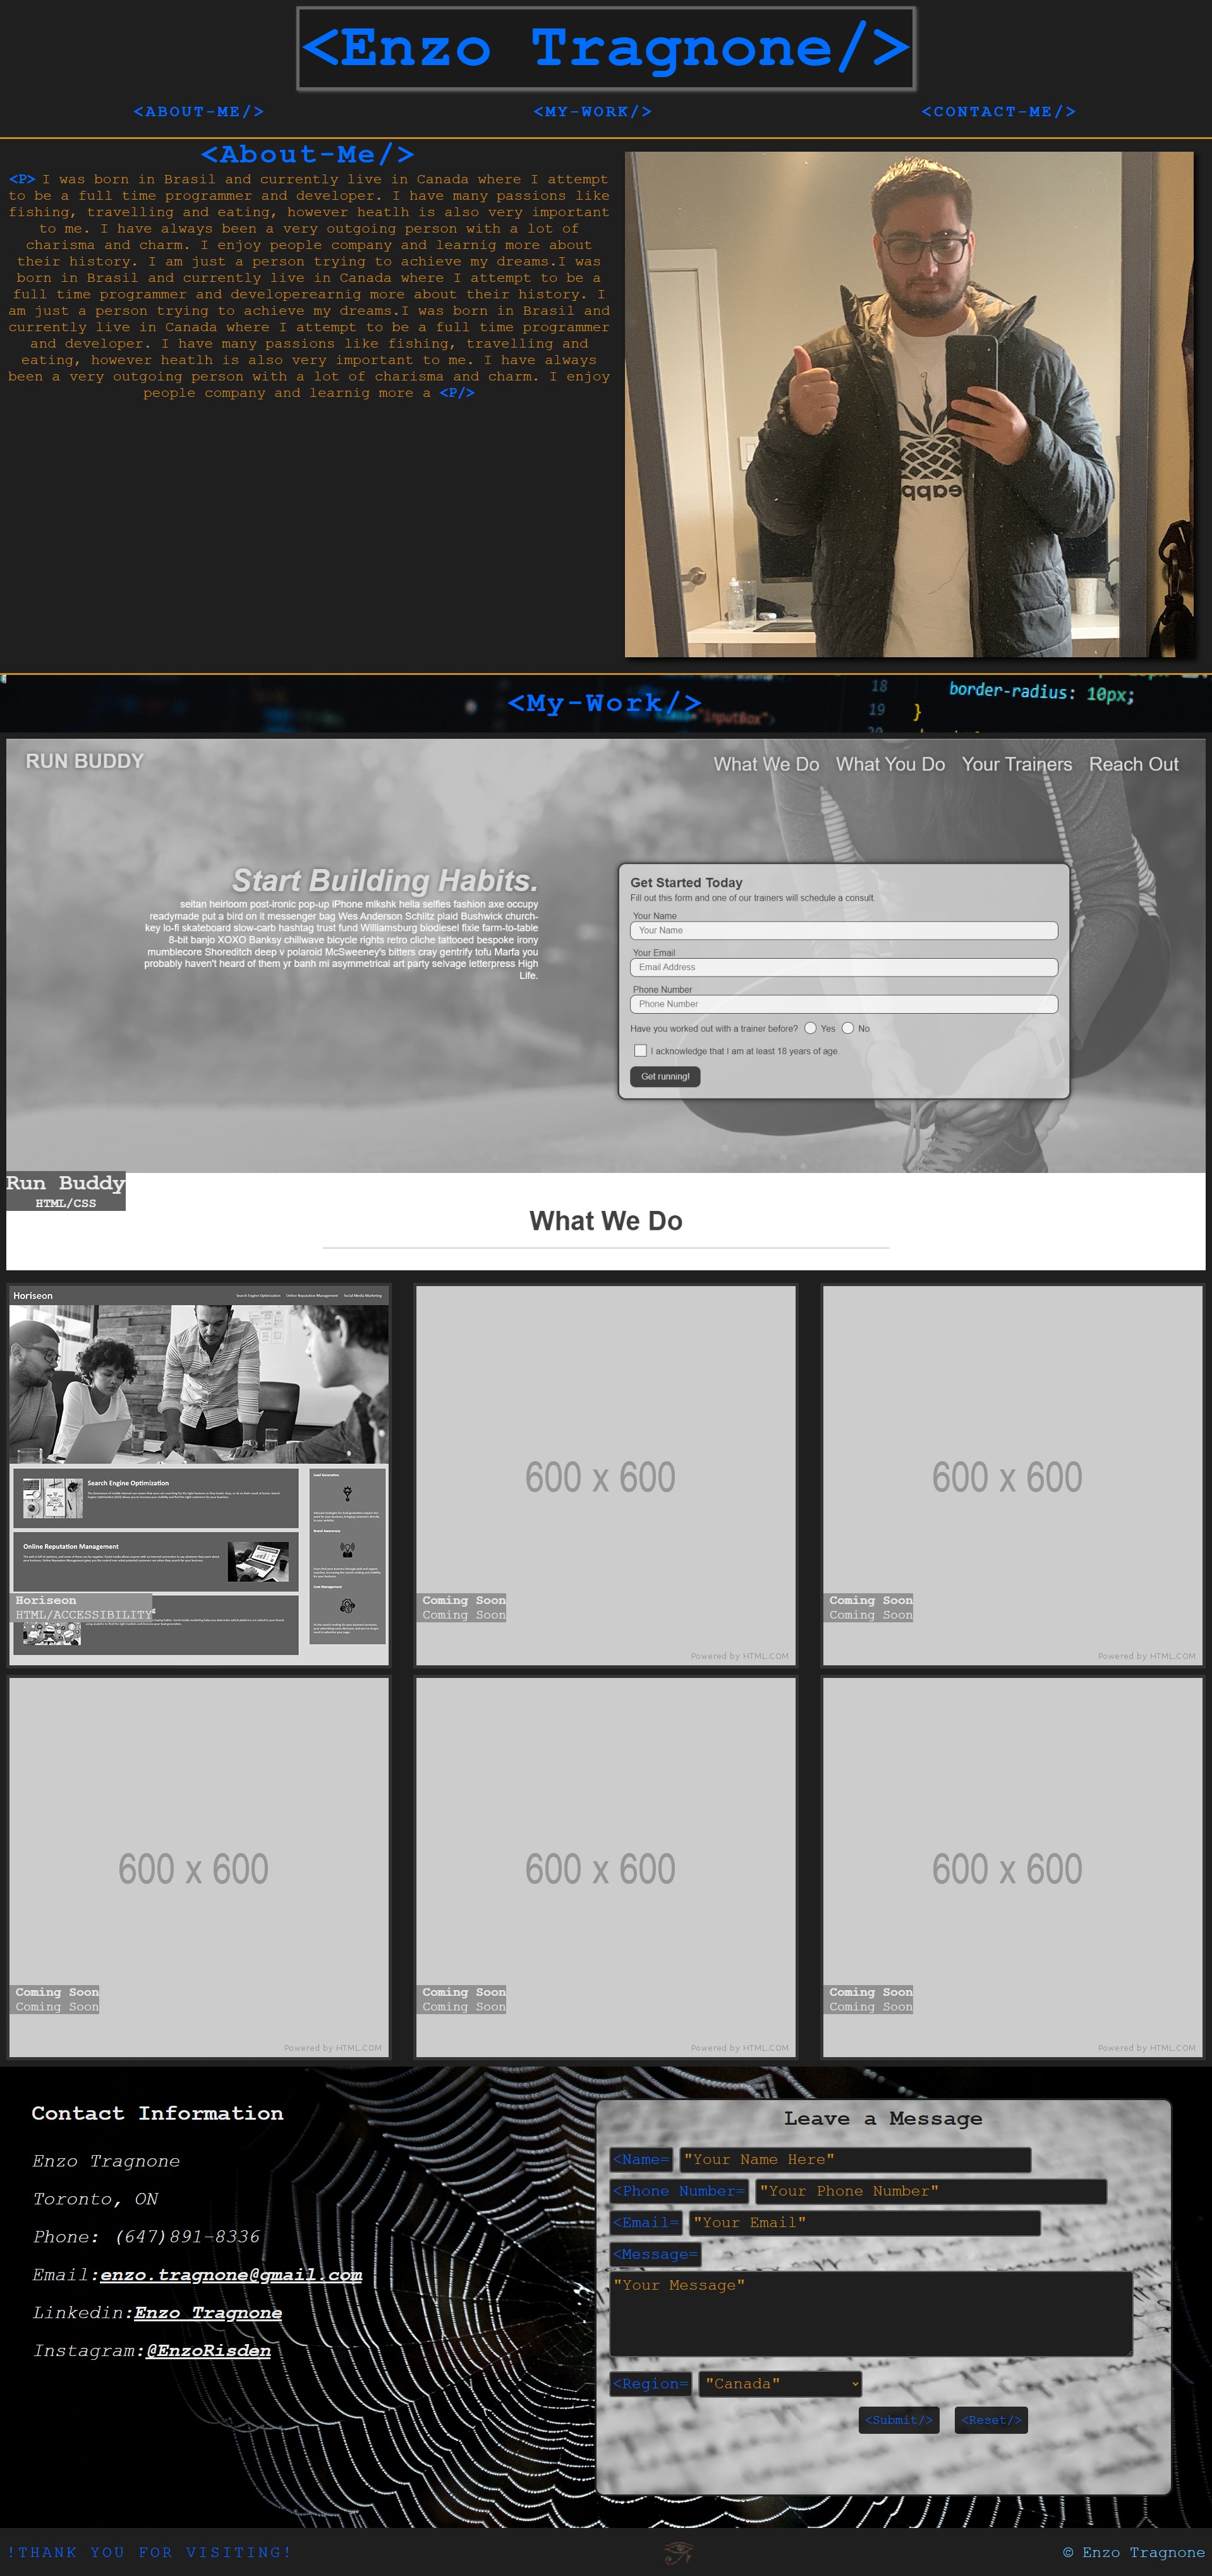 <Enzo Tragnone/>
<ABOUT-ME/> <MY-WORK/> <CONTACT-ME/>
<About-Me/>
<P> I was born in Brasil and currently live in Canada where I attempt
to be a full time programmer and developer. I have many passions like
fishing, travelling and eating, however heatlh is also very important
to me. I have always been a very outgoing person with a lot of
charisma and charm. I enjoy people company and learnig more about
their history. I am just a person trying to achieve my dreams.I was
born in Brasil and currently live in Canada where I attempt to be a
full time programmer and developerearnig more about their history. I
am just a person trying to achieve my dreams.I was born in Brasil and
currently live in Canada where I attempt to be a full time programmer
and developer. I have many passions like fishing, travelling and
eating, however heatlh is also very important to me. I have always
been a very outgoing person with a lot of charisma and charm. I enjoy
people company and learnig more a <P/>
<My-Work/>
18 border-radius: 10px;
19 }
"inputBox">
RUN BUDDY
What We Do What You Do Your Trainers Reach Out
Start Building Habits.
seitan heirloom post-ironic pop-up iPhone mlkshk hella selfies fashion axe occupy
readymade put a bird on it messenger bag Wes Anderson Schlitz plaid Bushwick church-
key lo-fi skateboard slow-carb hashtag trust fund Williamsburg biodiesel fixie farm-to-table
8-bit banjo XOXO Banksy chillwave bicycle rights retro cliche tattooed bespoke irony
mumblecore Shoreditch deep v polaroid McSweeney's bitters cray gentrify tofu Marfa you
probably haven't heard of them yr banh mi asymmetrical art party selvage letterpress High
Life.
Get Started Today
Fill out this form and one of our trainers will schedule a consult.
Your Name
Your Name
Your Email
Email Address
Phone Number
Phone Number
Have you worked out with a trainer before? Yes No
I acknowledge that I am at least 18 years of age.
Get running!
Run Buddy
HTML/CSS
What We Do
Horiseon
Search Engine Optimization Online Reputation Management Social Media Marketing
Search Engine Optimization
Online Reputation Management
Lead Generation
Brand Awareness
Cost Management
Horiseon
HTML/ACCESSIBILITY
600 x 600
Coming Soon
Coming Soon
Powered by HTML.COM
600 x 600
Coming Soon
Coming Soon
Powered by HTML.COM
600 x 600
Coming Soon
Coming Soon
Powered by HTML.COM
600 x 600
Coming Soon
Coming Soon
Powered by HTML.COM
600 x 600
Coming Soon
Coming Soon
Powered by HTML.COM
Contact Information
Enzo Tragnone
Toronto, ON
Phone: (647)891-8336
Email:enzo.tragnone@gmail.com
Linkedin:Enzo Tragnone
Instagram:@EnzoRisden
Leave a Message
<Name= "Your Name Here"
<Phone Number= "Your Phone Number"
<Email= "Your Email"
<Message=
"Your Message"
<Region= "Canada"
<Submit/> <Reset/>
!THANK YOU FOR VISITING!
© Enzo Tragnone